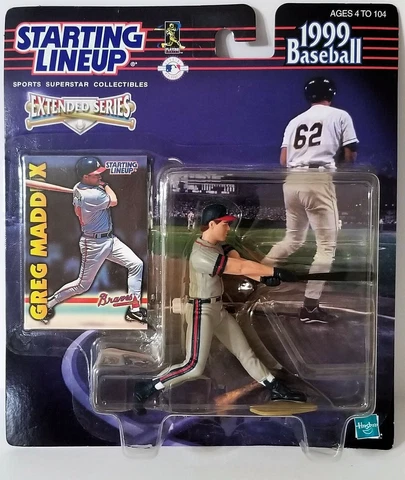 AGES 4 TO 104
STARTING
LINEUP
1999
Baseball
SPORTS SUPERSTAR COLLECTIBLES
EXTENDED SERIES
62
STARTING
LINEUP
GREG MADDUX
Braves
Hasbro